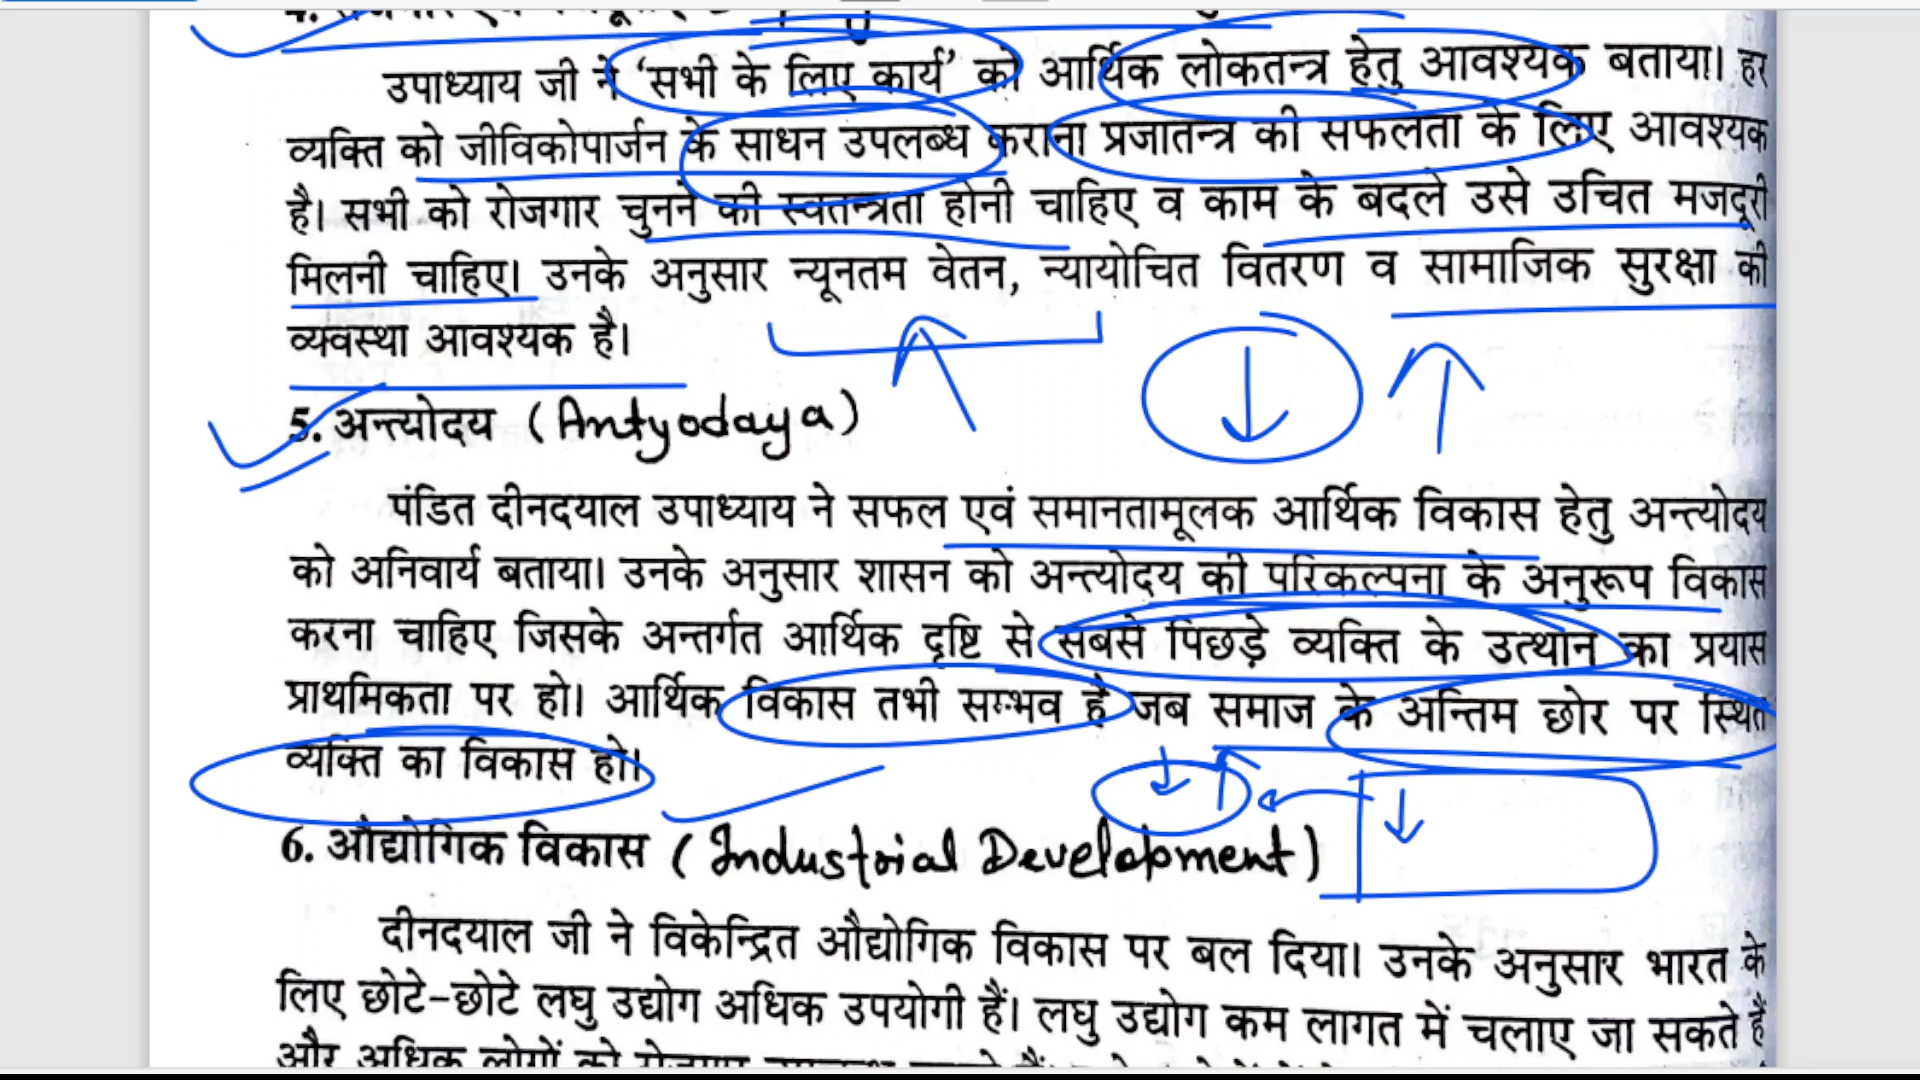 उपाध्याय जी ने 'सभी के लिए कार्य' को आर्थिक लोकतन्त्र हेतु आवश्यक बताया। हर
व्यक्ति को जीविकोपार्जन के साधन उपलब्ध कराना प्रजातन्त्र की सफलता के लिए आवश्यक
है। सभी को रोजगार चुनने की स्वतन्त्रता होनी चाहिए व काम के बदले उसे उचित मजदूरी
मिलनी चाहिए। उनके अनुसार न्यूनतम वेतन, न्यायोचित वितरण व सामाजिक सुरक्षा की
व्यवस्था आवश्यक है।
5. अन्त्योदय (Antyodaya)
पंडित दीनदयाल उपाध्याय ने सफल एवं समानतामूलक आर्थिक विकास हेतु अन्त्योदय
को अनिवार्य बताया। उनके अनुसार शासन को अन्त्योदय की परिकल्पना के अनुरूप विकास
करना चाहिए जिसके अन्तर्गत आर्थिक दृष्टि से सबसे पिछड़े व्यक्ति के उत्थान का प्रयास
प्राथमिकता पर हो। आर्थिक विकास तभी सम्भव है जब समाज के अन्तिम छोर पर स्थित
व्यक्ति का विकास हो।
6. औद्योगिक विकास (Industrial Development)
दीनदयाल जी ने विकेन्द्रित औद्योगिक विकास पर बल दिया। उनके अनुसार भारत के
लिए छोटे-छोटे लघु उद्योग अधिक उपयोगी हैं। लघु उद्योग कम लागत में चलाए जा सकते हैं
और अधिक लोगों को